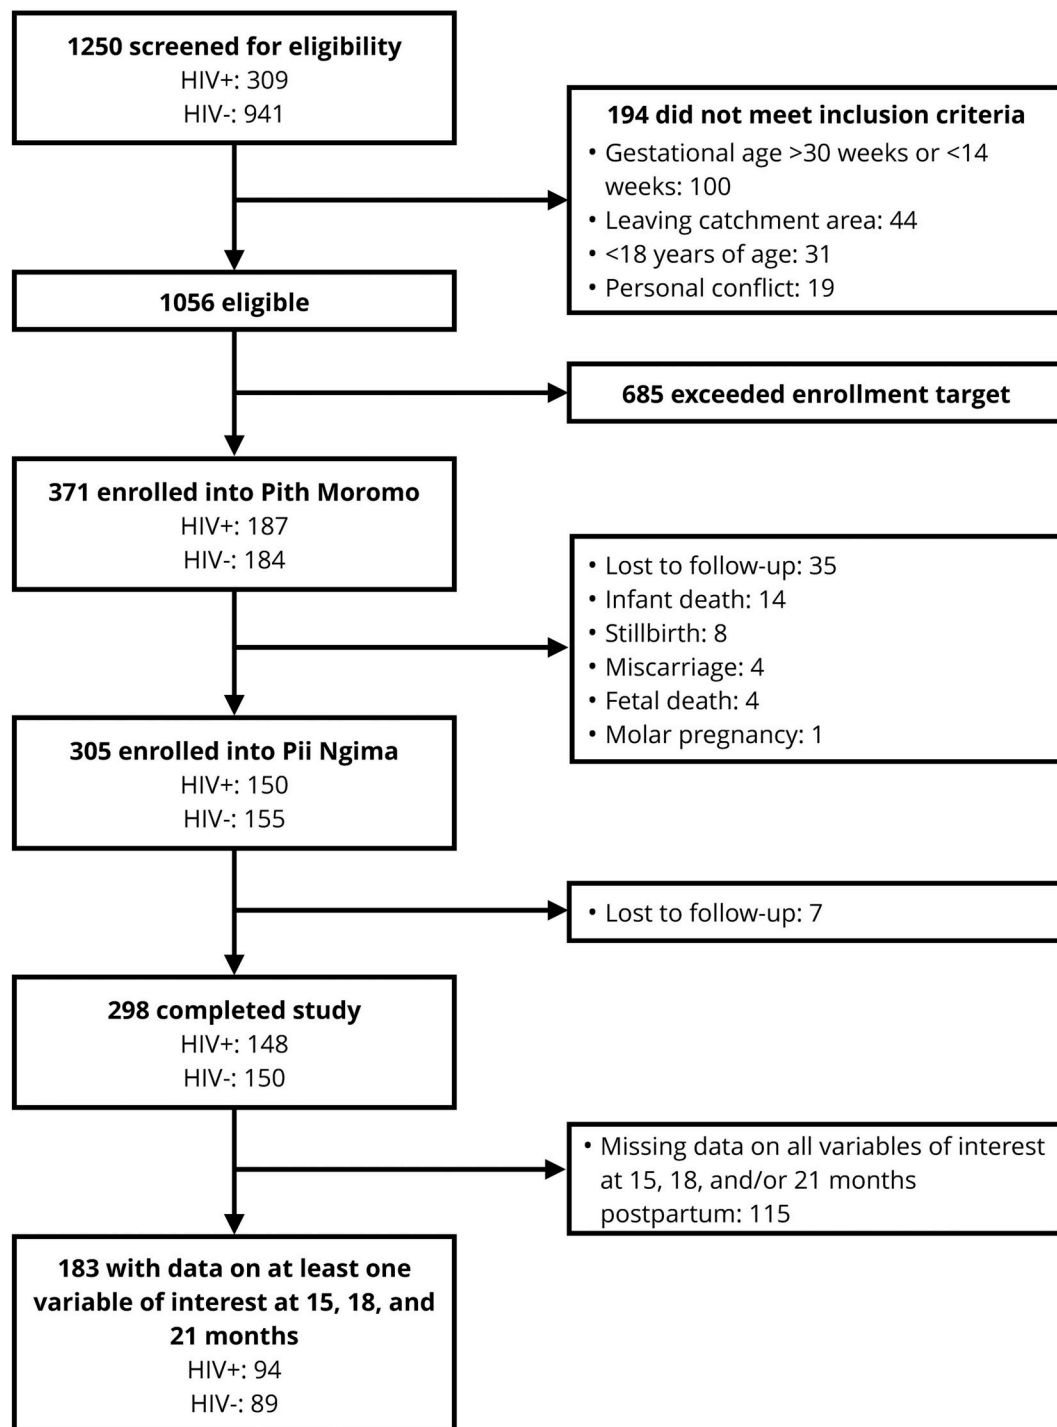 1250 screened for eligibility
HIV+: 309
HIV-: 941
194 did not meet inclusion criteria
• Gestational age >30 weeks or <14
weeks: 100
• Leaving catchment area: 44
• <18 years of age: 31
• Personal conflict: 19
1056 eligible
685 exceeded enrollment target
371 enrolled into Pith Moromo
HIV+: 187
HIV-: 184
• Lost to follow-up: 35
• Infant death: 14
• Stillbirth: 8
• Miscarriage: 4
• Fetal death: 4
• Molar pregnancy: 1
305 enrolled into Pii Ngima
HIV+: 150
HIV-: 155
• Lost to follow-up: 7
298 completed study
HIV+: 148
HIV-: 150
• Missing data on all variables of interest
at 15, 18, and/or 21 months
postpartum: 115
183 with data on at least one
variable of interest at 15, 18, and
21 months
HIV+: 94
HIV-: 89